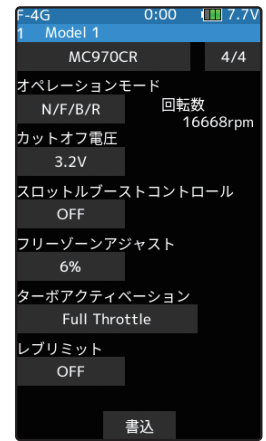 F-4G 0:00 7.7V
1 Model 1
MC970CR 4/4
オペレーションモード
N/F/B/R 回転数
16668rpm
カットオフ電圧
3.2V
スロットルブーストコントロール
OFF
フリーゾーンアジャスト
6%
ターボアクティベーション
Full Throttle
レブリミット
OFF
書込